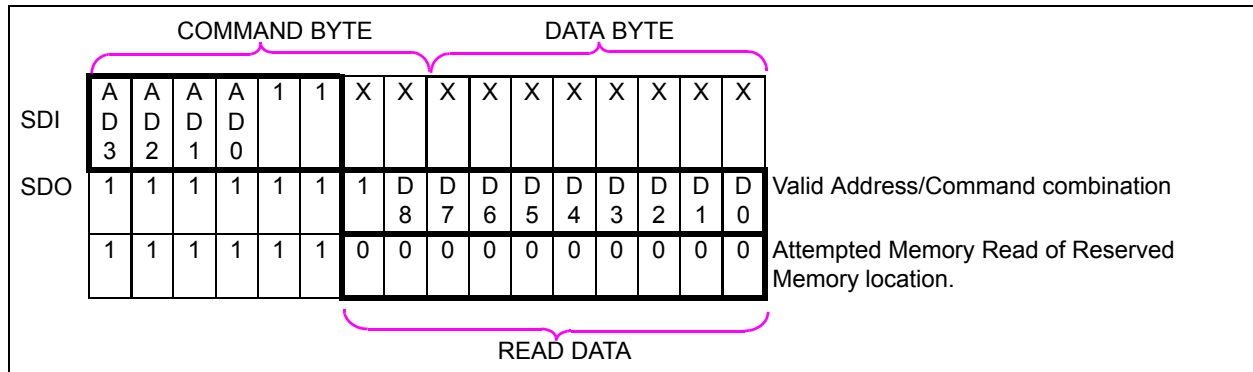 COMMAND BYTE DATA BYTE
SDI A A A A 1 1 X X X X X X X X X X
D D D D
3 2 1 0
SDO 1 1 1 1 1 1 1 D D D D D D D D D Valid Address/Command combination
8 7 6 5 4 3 2 1 0
1 1 1 1 1 1 0 0 0 0 0 0 0 0 0 0 Attempted Memory Read of Reserved
Memory location.
READ DATA